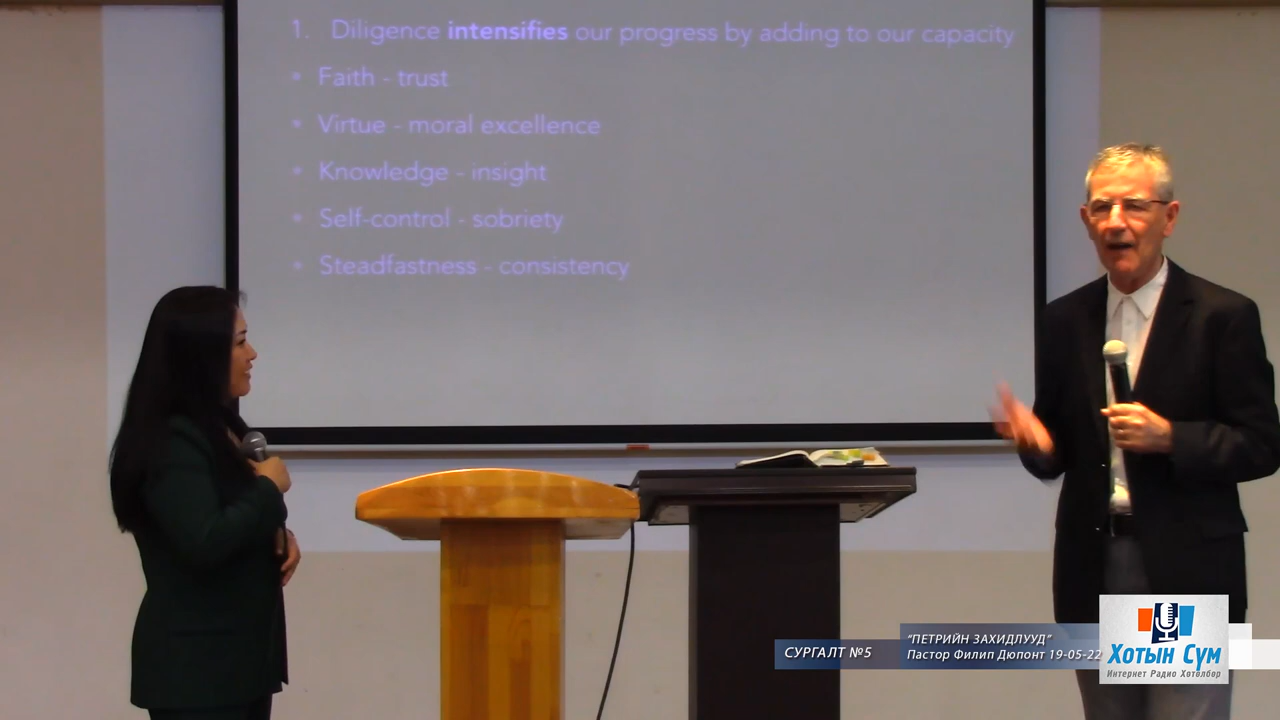 1. Diligence intensifies our progress by adding to our capacity
• Faith - trust
• Virtue - moral excellence
• Knowledge - insight
• Self-control - sobriety
• Steadfastness - consistency
СУРГАЛТ №5
"ПЕТРИЙН ЗАХИДЛУУД"
Пастор Филип Дюпонт 19-05-22
Хотын Сүм
Интернет Радио Хөтөлбөр